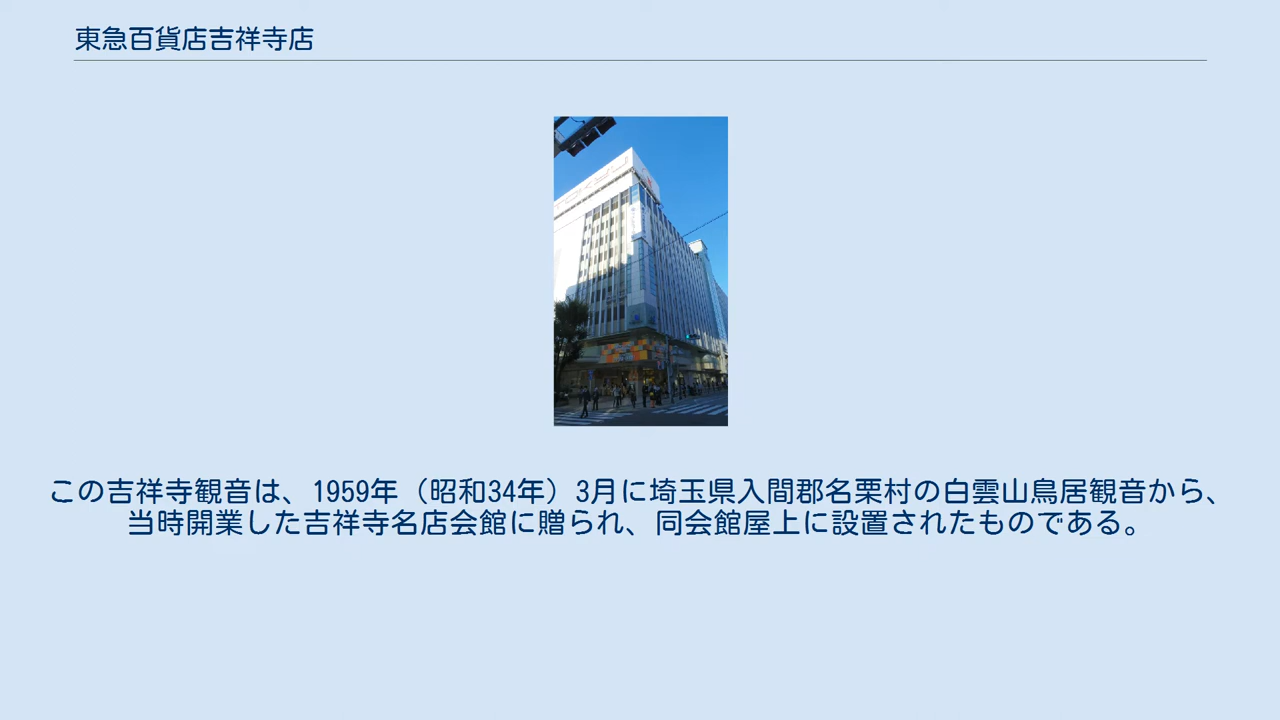 東急百貨店吉祥寺店
この吉祥寺観音は、1959年（昭和34年）3月に埼玉県入間郡名栗村の白雲山鳥居観音から、
当時開業した吉祥寺名店会館に贈られ、同会館屋上に設置されたものである。